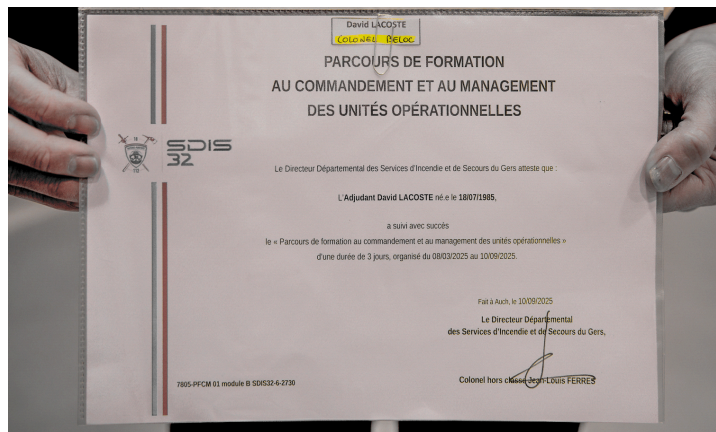 David LACOSTE
COLONEL BELOC
PARCOURS DE FORMATION
AU COMMANDEMENT ET AU MANAGEMENT
DES UNITÉS OPÉRATIONNELLES
SDIS
32
Le Directeur Départemental des Services d'Incendie et de Secours du Gers atteste que :
L'Adjudant David LACOSTE né.e le 18/07/1985,
a suivi avec succès
le « Parcours de formation au commandement et au management des unités opérationnelles »
d'une durée de 3 jours, organisé du 08/03/2025 au 10/09/2025.
Fait à Auch, le 10/09/2025
Le Directeur Départemental
des Services d'Incendie et de Secours du Gers,
7805-PFCM 01 module B SDIS32-6-2730
Colonel hors classe Jean-Louis FERRES